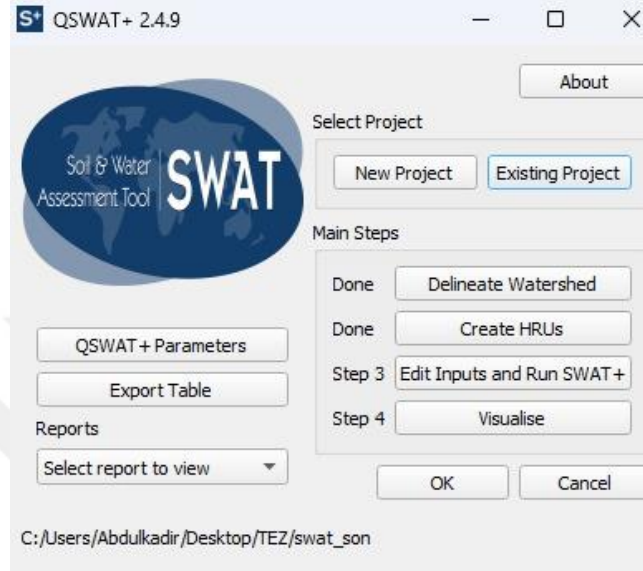 S+ QSWAT+ 2.4.9
About
Select Project
New Project Existing Project
Soil & Water
Assessment Tool
SWAT
Main Steps
Done Delineate Watershed
Done Create HRUs
Step 3 Edit Inputs and Run SWAT+
Step 4 Visualise
QSWAT+ Parameters
Export Table
Reports
Select report to view
OK Cancel
C:/Users/Abdulkadir/Desktop/TEZ/swat_son